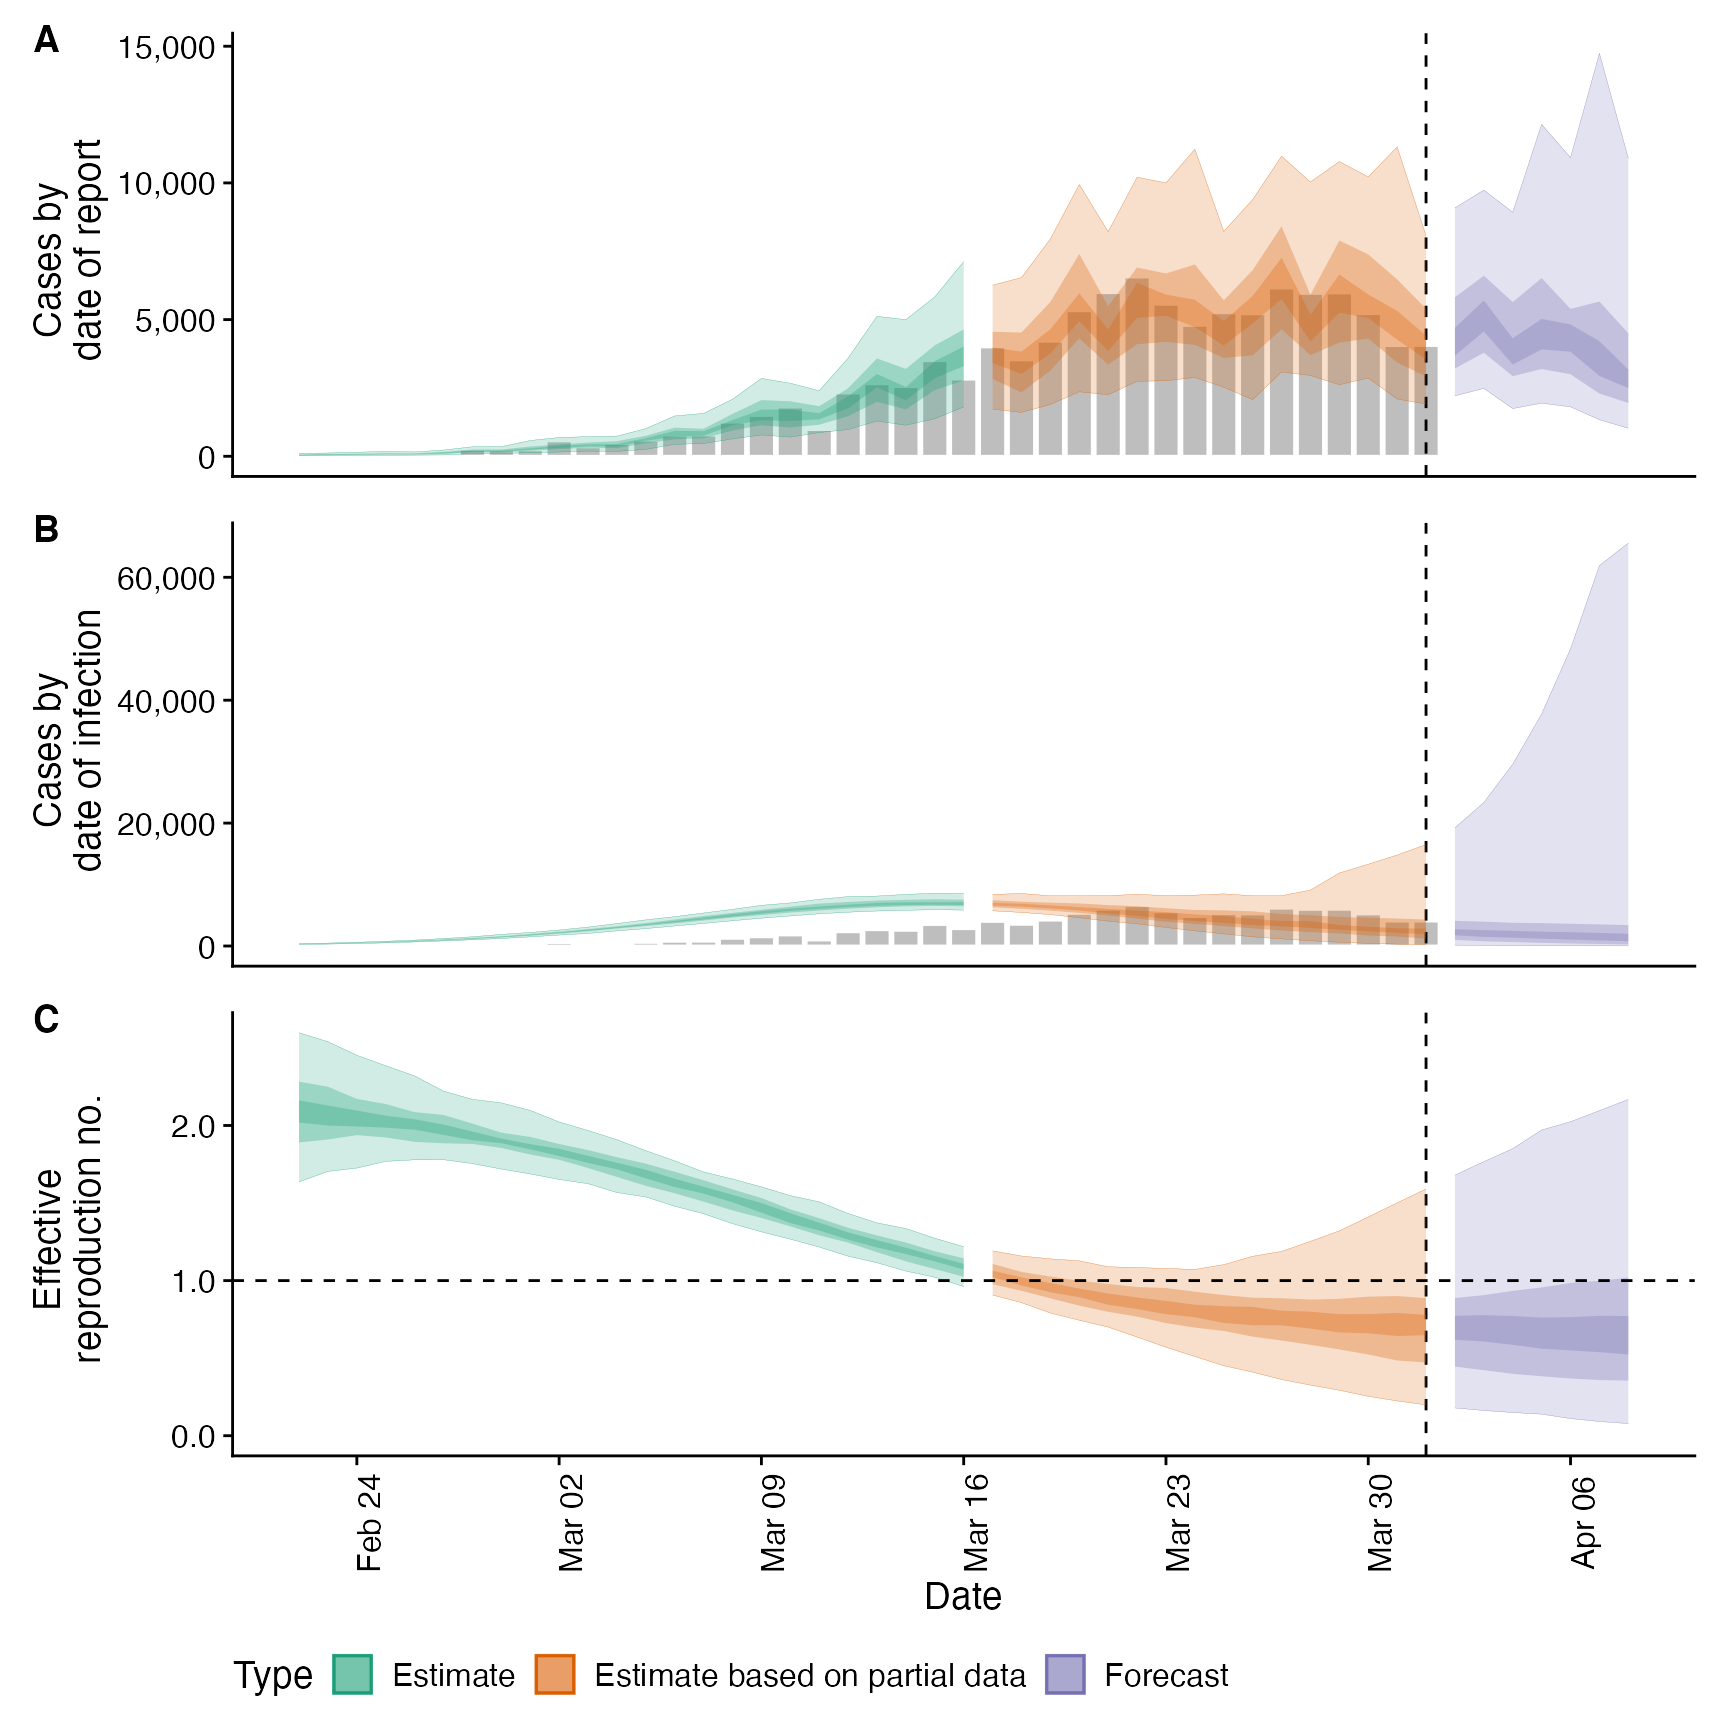 A
15,000
10,000
5,000
0
Cases by
date of report
B
60,000
40,000
20,000
0
Cases by
date of infection
C
2.0
1.0
0.0
Effective
reproduction no.
Feb 24
Mar 02
Mar 09
Mar 16
Mar 23
Mar 30
Apr 06
Date
Type Estimate Estimate based on partial data Forecast